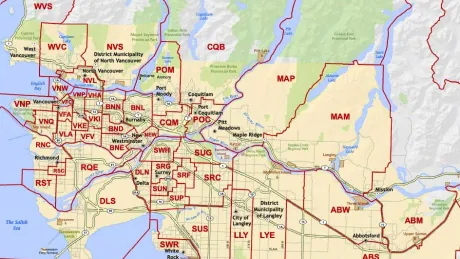 WVS
WVC
NVS
West
Vancouver
District Municipality
of North Vancouver
CQB
North Vancouver
NVL
POM
Anmore
MAP
MAM
VNW
VHA
VNP
Vancouver
VFC
VNQ
VFA
VKE
VLA
VFV
VKI
BNN
BNL
Burnaby
BND
BNE
Port
Moody
Coquitlam
CQM
Port
Coquitlam
POC
Pitt
Meadows
Maple Ridge
New
Westminster
NEW
RNC
Richmond
RSC
RST
RQE
DLN
Delta
DLS
SWH
SUG
SRG
Surrey
SRF
SRC
SUN
SUP
SUS
SWR
White
Rock
City of
Langley
District
Municipality
of Langley
LLY
LYE
Mission
ABW
ABM
Abbotsford
ABS
The Salish
Sea